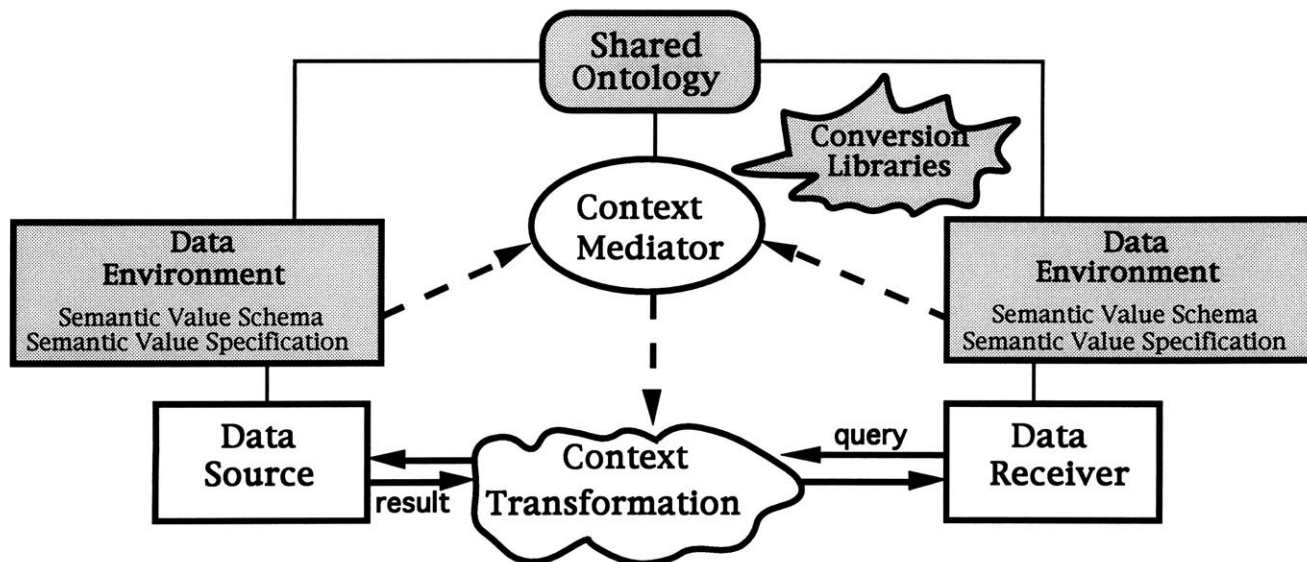 Shared
Ontology
Conversion
Libraries
Context
Mediator
Data
Environment
Semantic Value Schema
Semantic Value Specification
Data
Environment
Semantic Value Schema
Semantic Value Specification
Data
Source
result
Context
Transformation
query
Data
Receiver